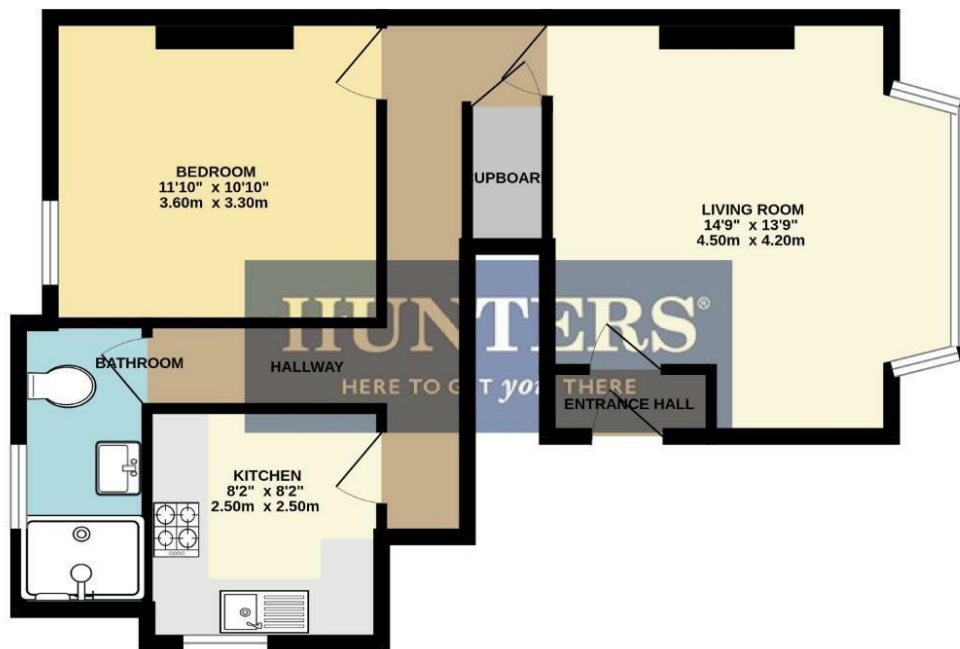 BEDROOM
11'10" x 10'10"
3.60m x 3.30m
UPBOAR
LIVING ROOM
14'9" x 13'9"
4.50m x 4.20m
HUNTERS®
HERE TO GET you THERE
BATHROOM
HALLWAY
ENTRANCE HALL
KITCHEN
8'2" x 8'2"
2.50m x 2.50m